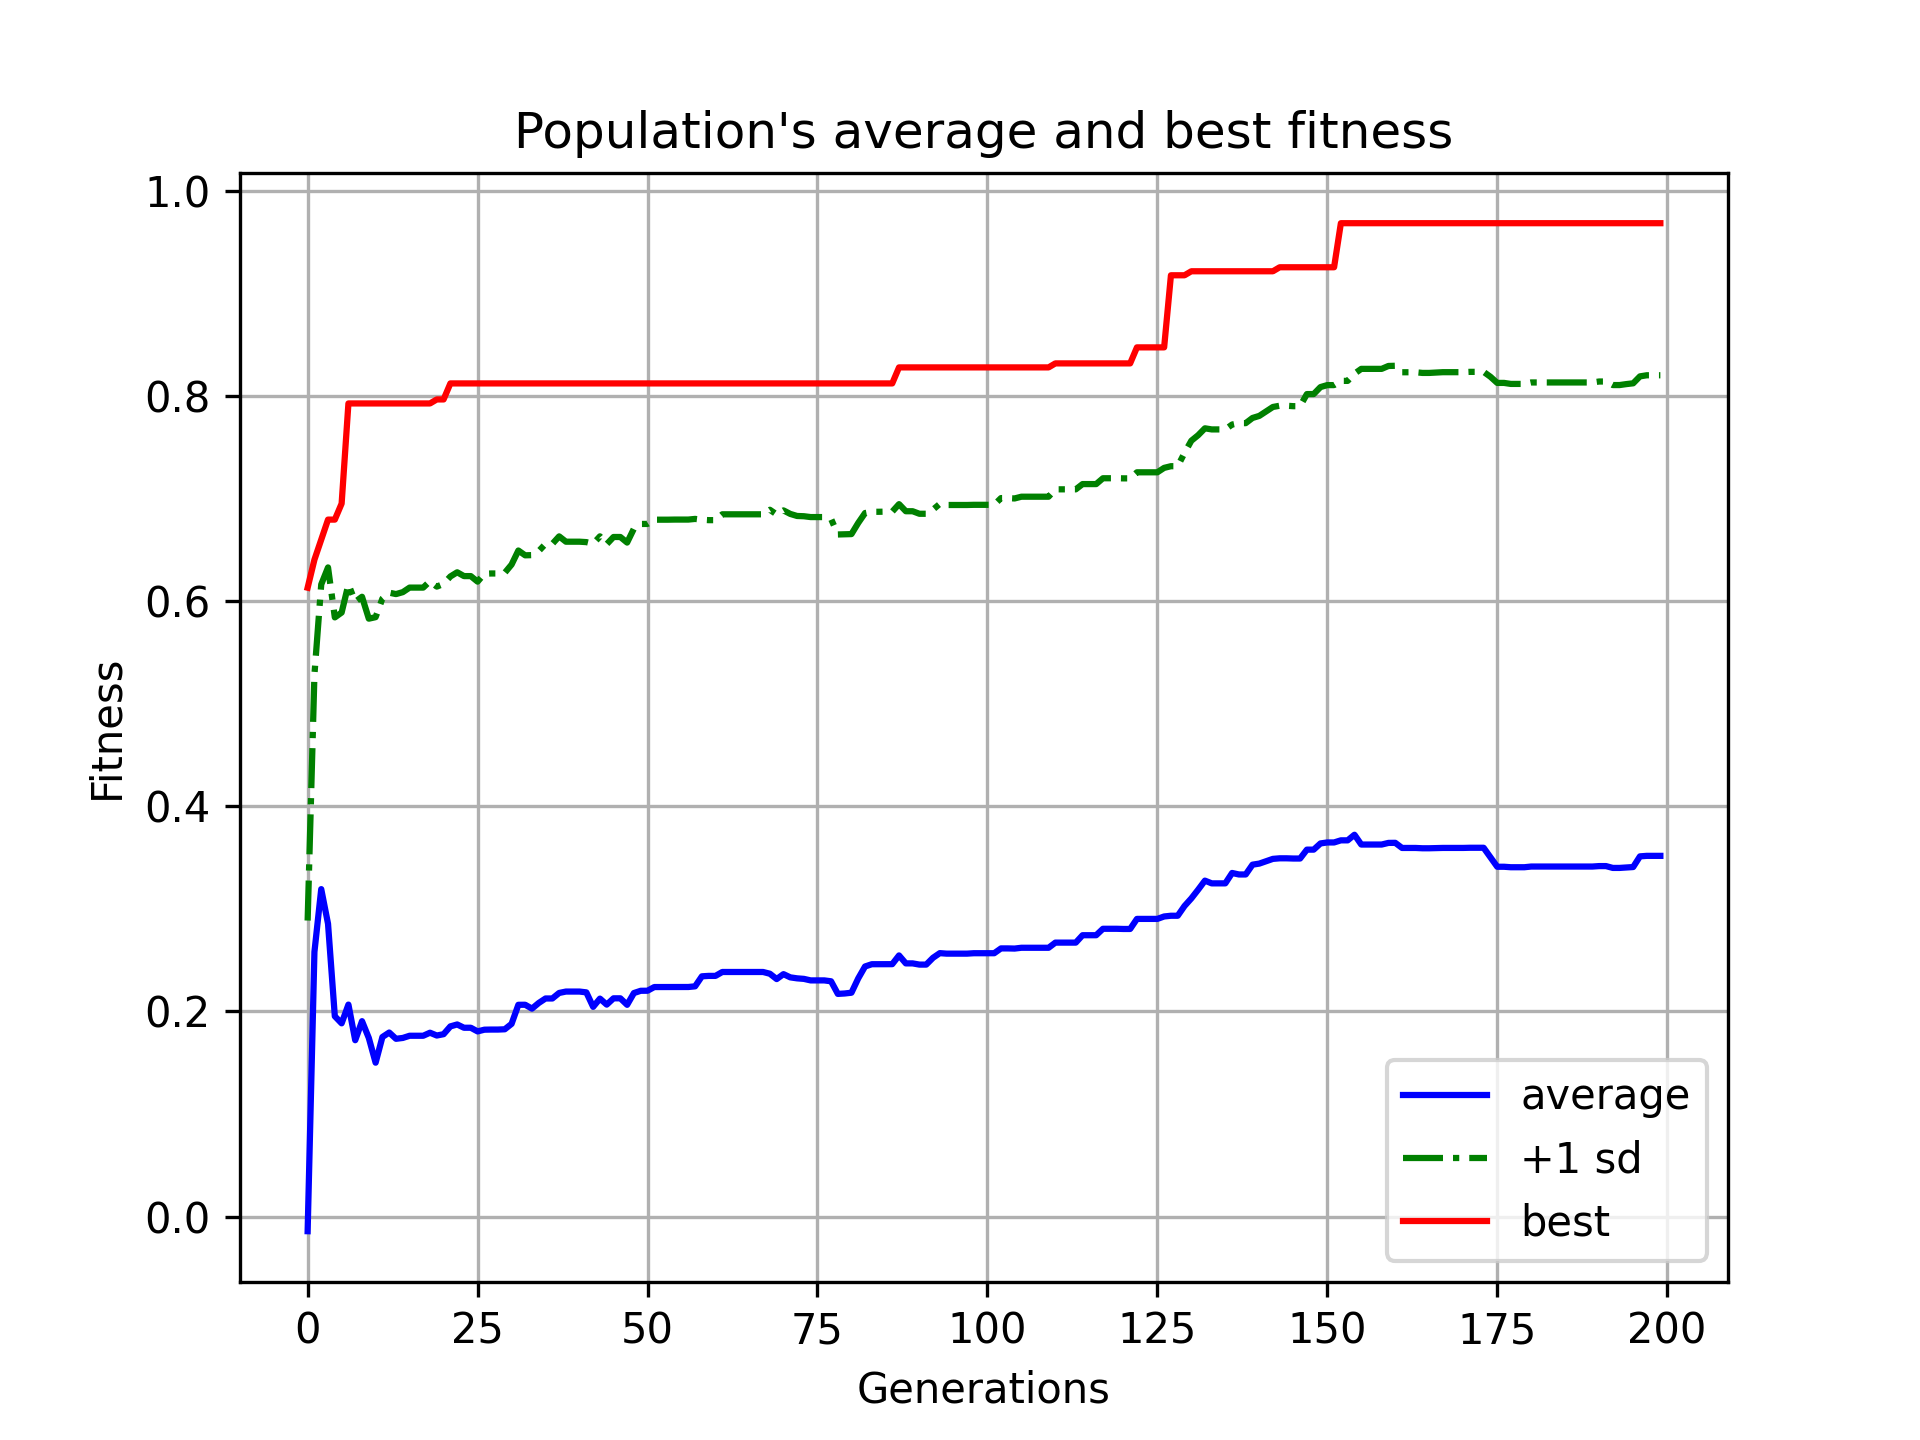 Population's average and best fitness
1.0
0.8
0.6
0.4
0.2
0.0
Fitness
0 25 50 75 100 125 150 175 200
Generations
average
+1 sd
best